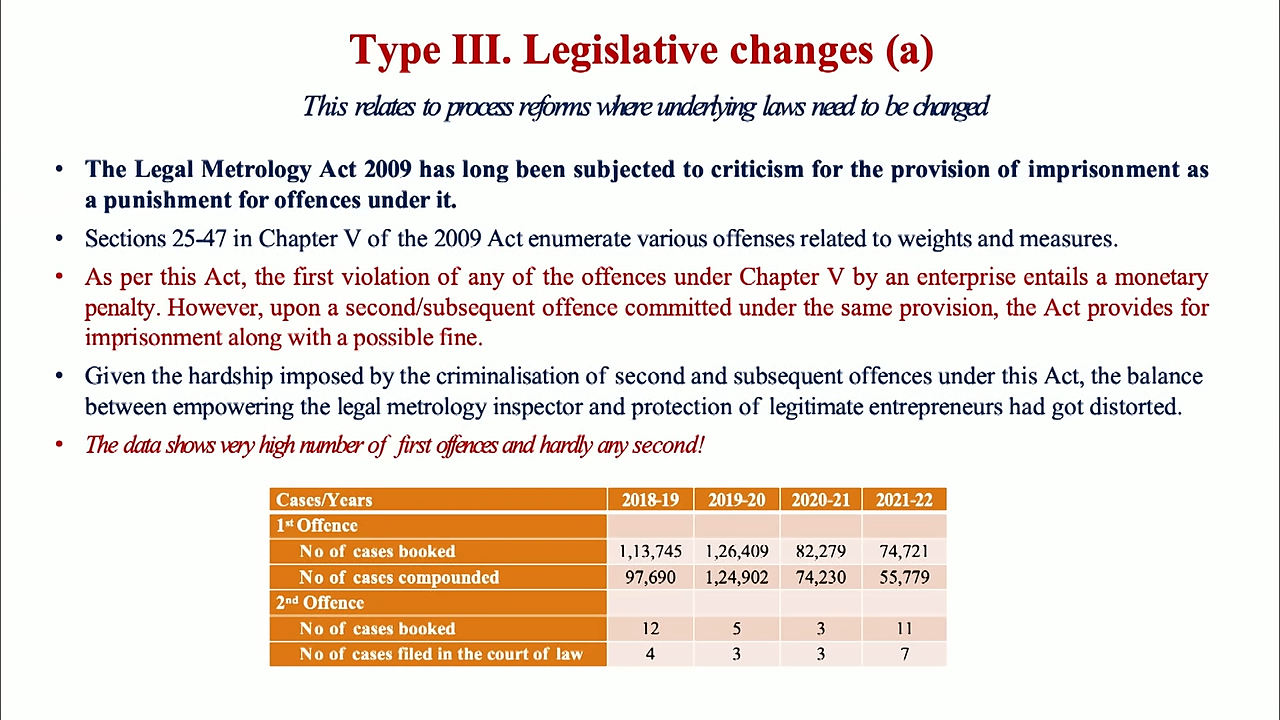 Type III. Legislative changes (a)
This relates to process reforms where underlying laws need to be changed
• The Legal Metrology Act 2009 has long been subjected to criticism for the provision of imprisonment as
a punishment for offences under it.
• Sections 25-47 in Chapter V of the 2009 Act enumerate various offenses related to weights and measures.
• As per this Act, the first violation of any of the offences under Chapter V by an enterprise entails a monetary
penalty. However, upon a second/subsequent offence committed under the same provision, the Act provides for
imprisonment along with a possible fine.
• Given the hardship imposed by the criminalisation of second and subsequent offences under this Act, the balance
between empowering the legal metrology inspector and protection of legitimate entrepreneurs had got distorted.
• The data shows very high number of first offences and hardly any second!
Cases/Years 2018-19 2019-20 2020-21 2021-22
1st Offence
No of cases booked 1,13,745 1,26,409 82,279 74,721
No of cases compounded 97,690 1,24,902 74,230 55,779
2nd Offence
No of cases booked 12 5 3 11
No of cases filed in the court of law 4 3 3 7